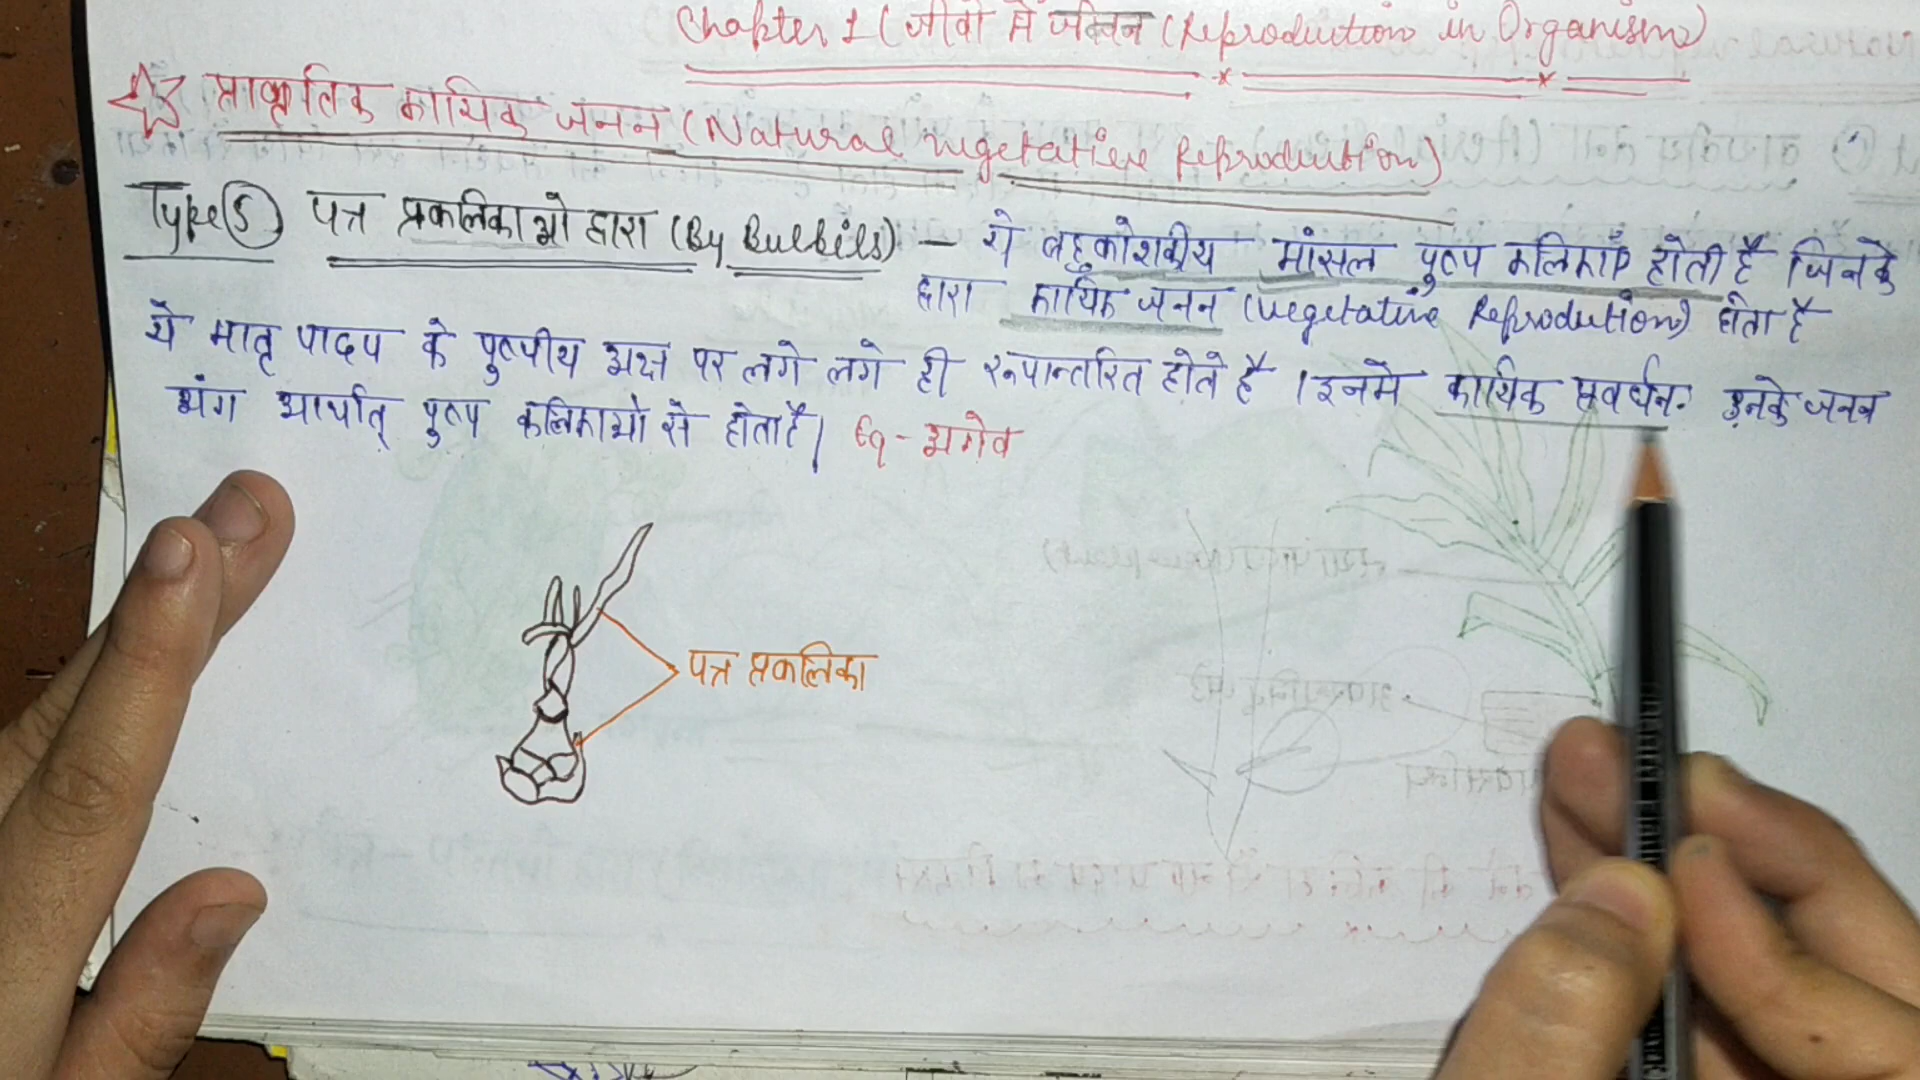 Chapter 1 (जीवो मे जनन (Reproduction in Organism)
प्राकृतिक कायिक जनन (Natural vegetative Reproduction)
Type (5) पत्र प्रकलिकाओ द्वारा (By Bulbils) — ये बहुकोशकीय मांसल पुष्प कलिकाएँ होती है जिनके
द्वारा कायिक जनन (Vegetative Reproduction) होता है
ये मातृ पादप के पुष्पीय अक्ष पर लगे लगे ही रूपान्तरित होते है । इनमे कायिक प्रवर्धन इनके जनन
अंग अर्थात् पुष्प कलिकाओ से होता है। Eg - अगेव
पत्र प्रकलिका